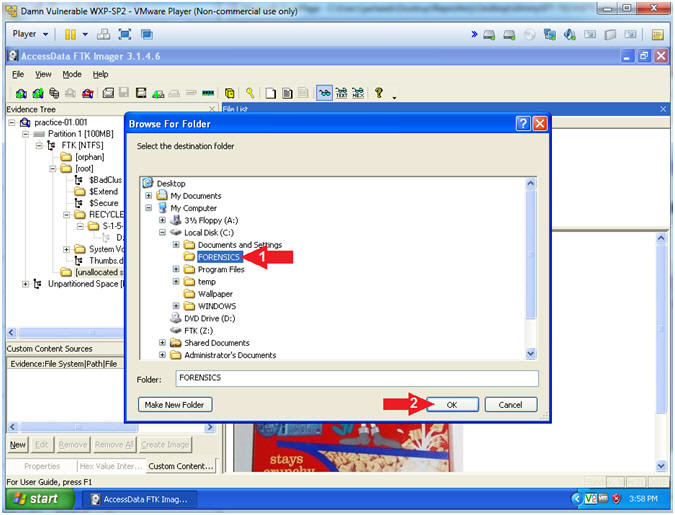 Damn Vulnerable WXP-SP2 - VMware Player (Non-commercial use only)
Player
AccessData FTK Imager 3.1.4.6
File View Mode Help
Evidence Tree
File List
practice-01.001
Partition 1 [100MB]
FTK [NTFS]
[orphan]
[root]
$BadClus
$Extend
$Secure
RECYCLE
S-1-5-
System Vo
Thumbs.d
[unallocated s
Unpartitioned Space [
Custom Content Sources
Evidence:File System|Path|File
New Edit Remove Remove All Create Image
Properties Hex Value Inter... Custom Content...
For User Guide, press F1
Browse For Folder
Select the destination folder
Desktop
My Documents
My Computer
3½ Floppy (A:)
Local Disk (C:)
Documents and Settings
FORENSICS
1
Program Files
temp
Wallpaper
WINDOWS
DVD Drive (D:)
FTK (Z:)
Shared Documents
Administrator's Documents
Folder: FORENSICS
Make New Folder
2
OK
Cancel
stays
crunchy
start
AccessData FTK Imag...
3:58 PM